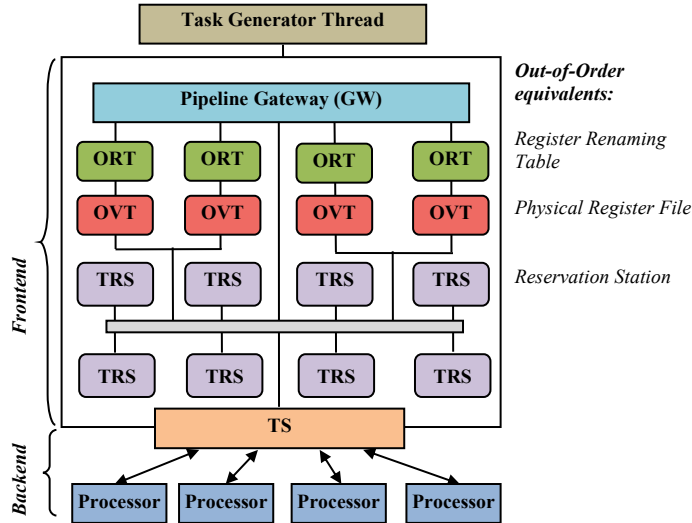 Task Generator Thread
Out-of-Order
equivalents:
Pipeline Gateway (GW)
ORT ORT ORT ORT
Register Renaming
Table
OVT OVT OVT OVT
Physical Register File
TRS TRS TRS TRS
Reservation Station
TRS TRS TRS TRS
Frontend
TS
Backend
Processor Processor Processor Processor